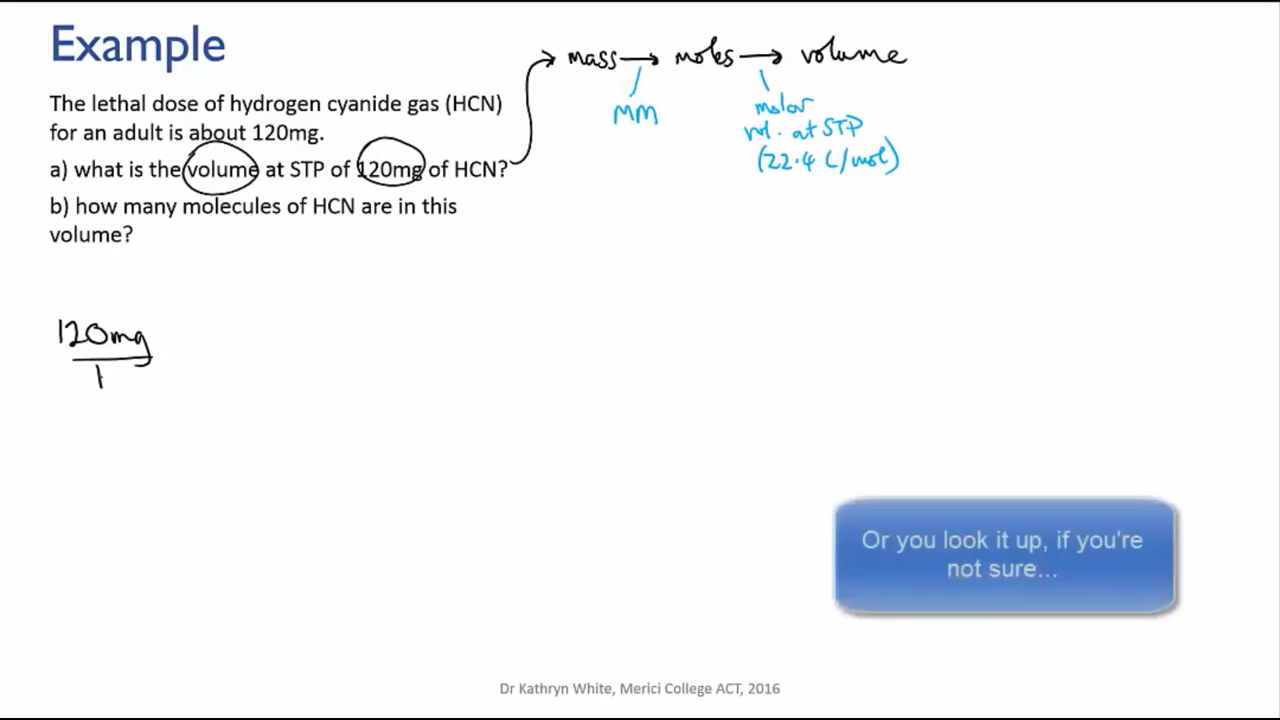 Example
mass → moles → volume
MM
molar
vol. at STP
(22.4 L/mol)
The lethal dose of hydrogen cyanide gas (HCN)
for an adult is about 120mg.
a) what is the volume at STP of 120mg of HCN?
b) how many molecules of HCN are in this
volume?
120mg
1
Or you look it up, if you're
not sure...
Dr Kathryn White, Merici College ACT, 2016